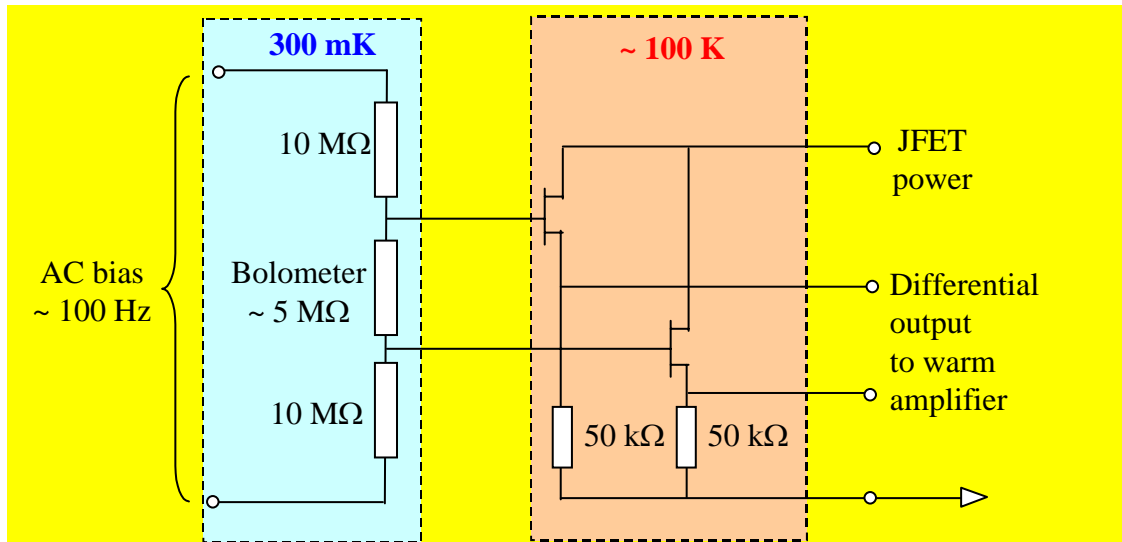 300 mK
~ 100 K
10 MΩ
JFET
power
AC bias
~ 100 Hz
Bolometer
~ 5 MΩ
Differential
output
to warm
amplifier
10 MΩ
50 kΩ
50 kΩ